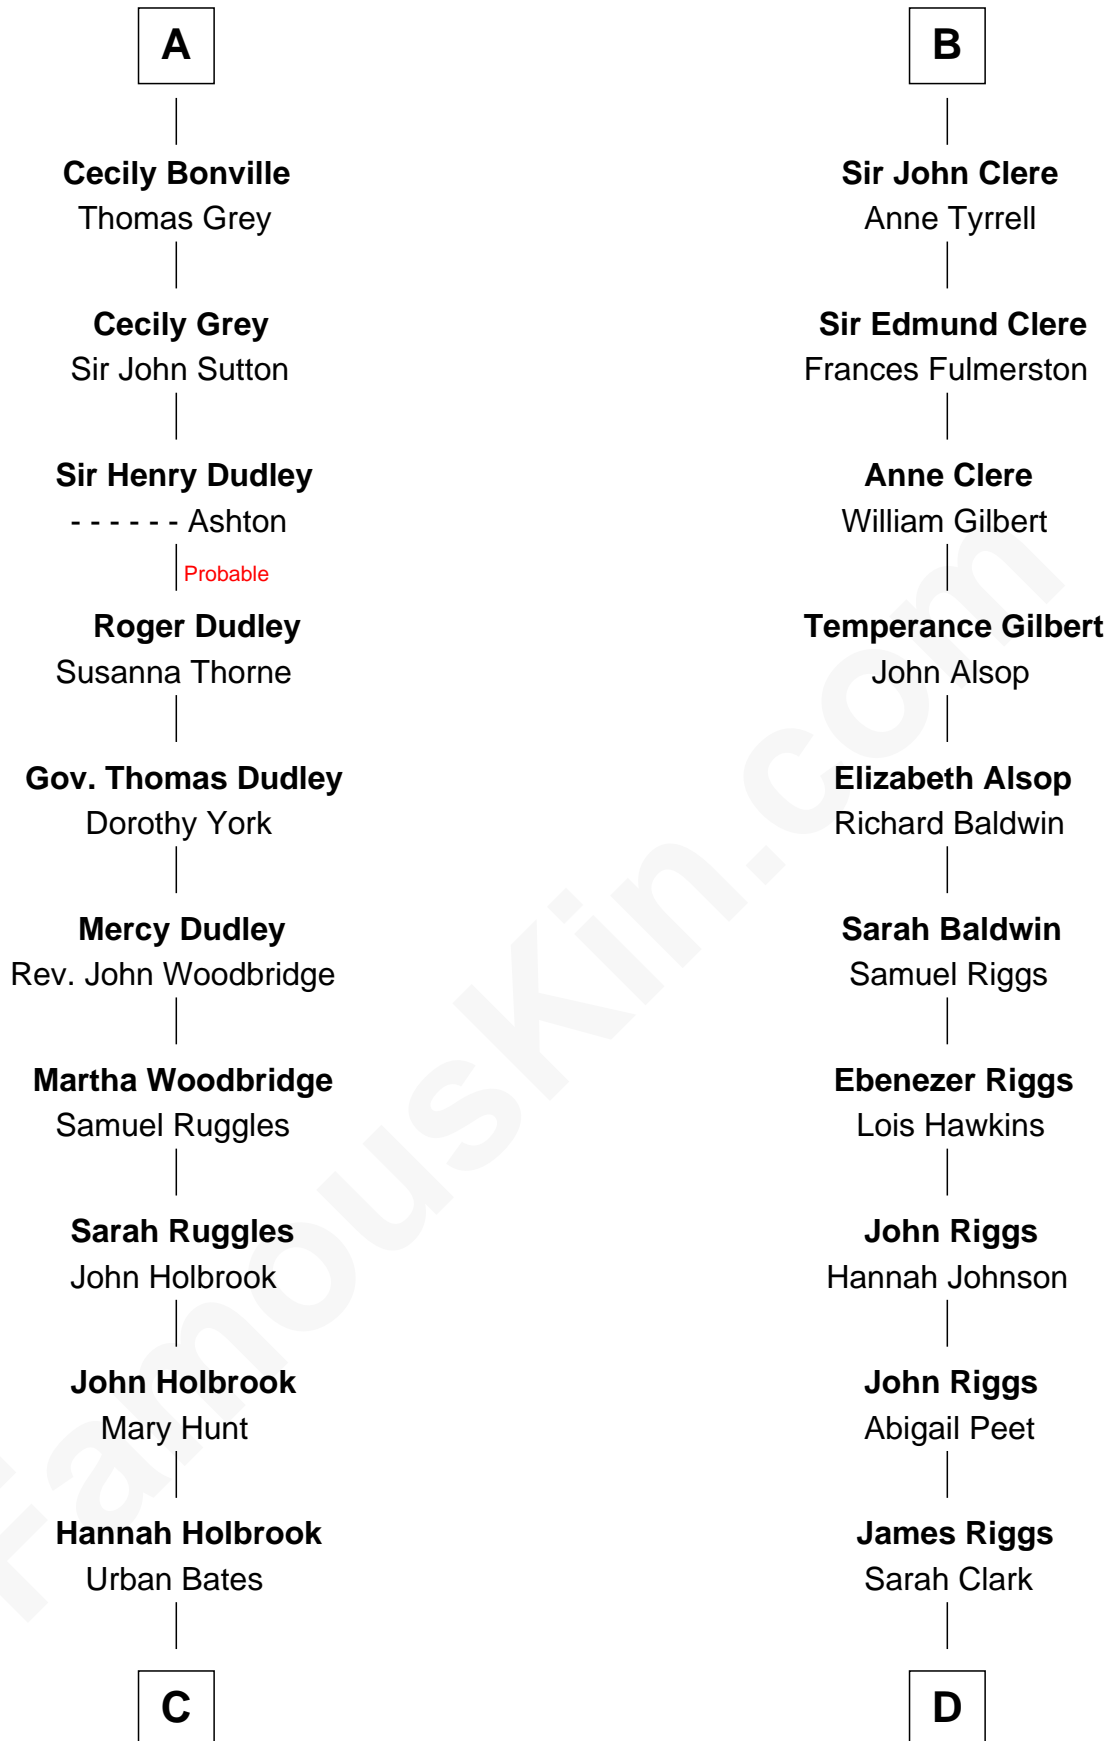 A
Cecily Bonville
Thomas Grey
Cecily Grey
Sir John Sutton
Sir Henry Dudley
- - - - - - Ashton
Probable
Roger Dudley
Susanna Thorne
Gov. Thomas Dudley
Dorothy York
Mercy Dudley
Rev. John Woodbridge
Martha Woodbridge
Samuel Ruggles
Sarah Ruggles
John Holbrook
John Holbrook
Mary Hunt
Hannah Holbrook
Urban Bates
C
B
Sir John Clere
Anne Tyrrell
Sir Edmund Clere
Frances Fulmerston
Anne Clere
William Gilbert
Temperance Gilbert
John Alsop
Elizabeth Alsop
Richard Baldwin
Sarah Baldwin
Samuel Riggs
Ebenezer Riggs
Lois Hawkins
John Riggs
Hannah Johnson
John Riggs
Abigail Peet
James Riggs
Sarah Clark
D
FamousKin.com